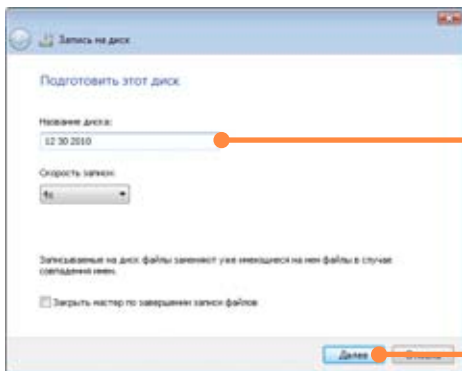 Запись на диск
Подготовить этот диск
Название диска:
12 30 2010
Скорость записи:
4x
Записываемые на диск файлы заменяют уже имеющиеся на нем файлы в случае
совпадения имен.
Закрыть мастер по завершении записи файлов
Далее
Отмена